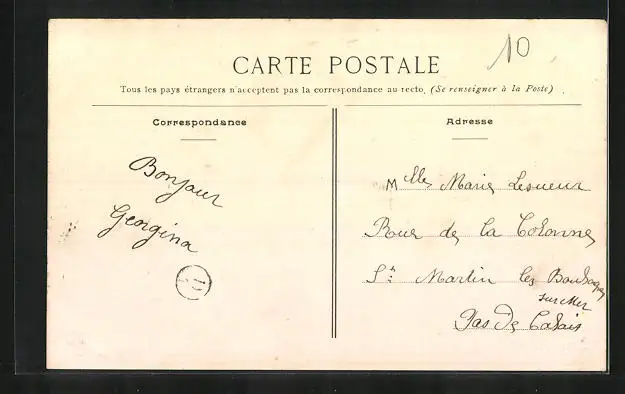 10
CARTE POSTALE
Tous les pays étrangers n'acceptent pas la correspondance au recto. (Se renseigner à la Poste)
Correspondance
Adresse
Bonjour
Georgina
Mlle Marie Lesueur
Rue de la Colonne
St Martin les Boulogne
sur Mer
Pas de Calais